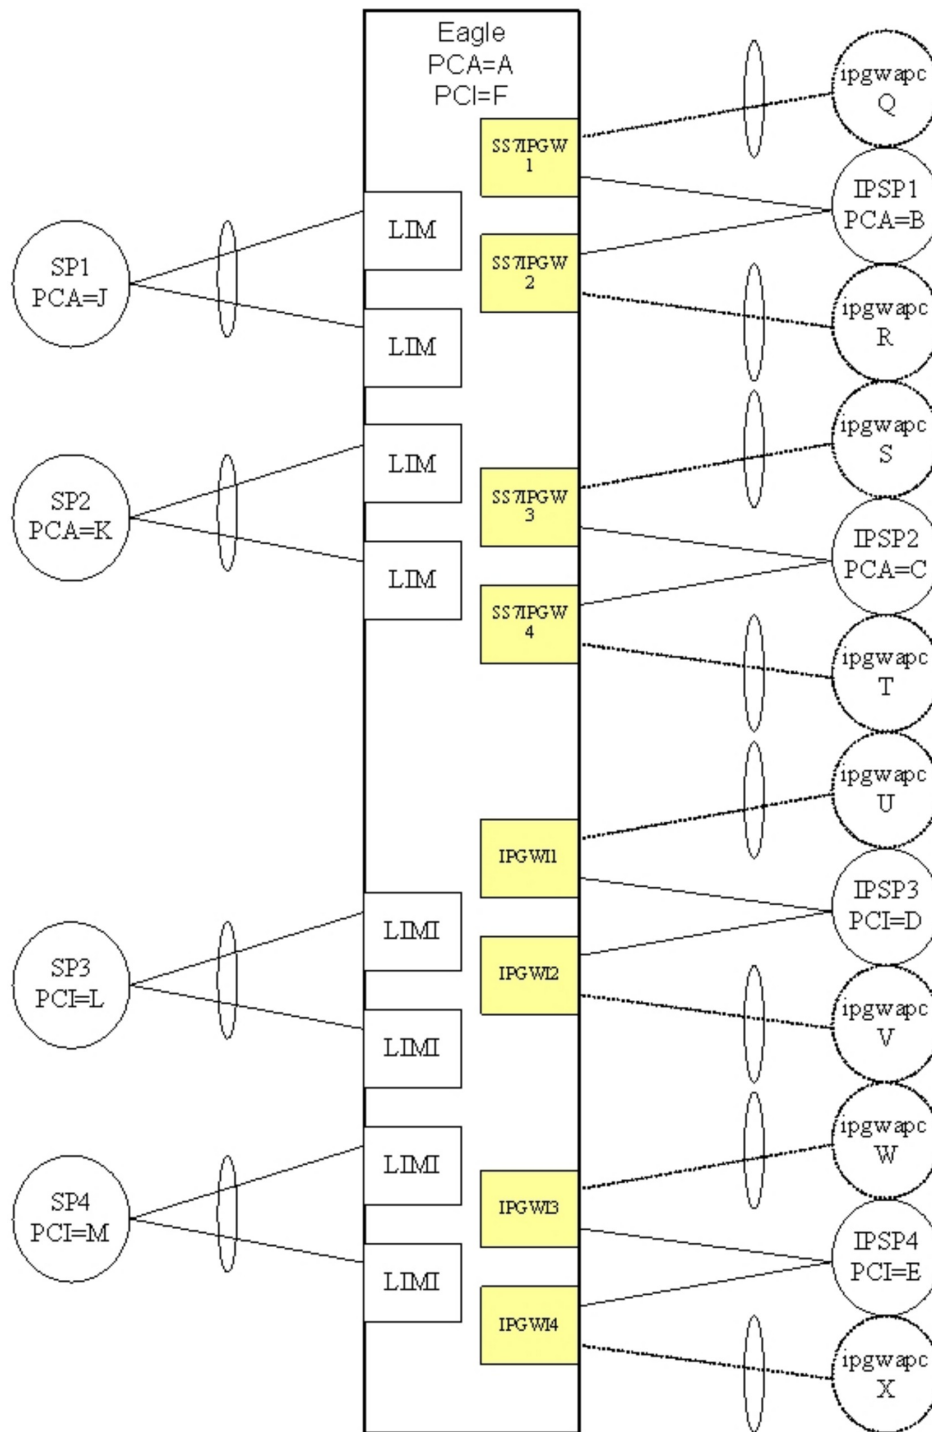 Eagle
PCA=A
PCI=F
SS7IPGW
1
SS7IPGW
2
SS7IPGW
3
SS7IPGW
4
IPGWI1
IPGWI2
IPGWI3
IPGWI4
LIM
LIM
LIM
LIM
LIMI
LIMI
LIMI
LIMI
SP1
PCA=J
SP2
PCA=K
SP3
PCI=L
SP4
PCI=M
ipgwapc
Q
IPSP1
PCA=B
ipgwapc
R
ipgwapc
S
IPSP2
PCA=C
ipgwapc
T
ipgwapc
U
IPSP3
PCI=D
ipgwapc
V
ipgwapc
W
IPSP4
PCI=E
ipgwapc
X